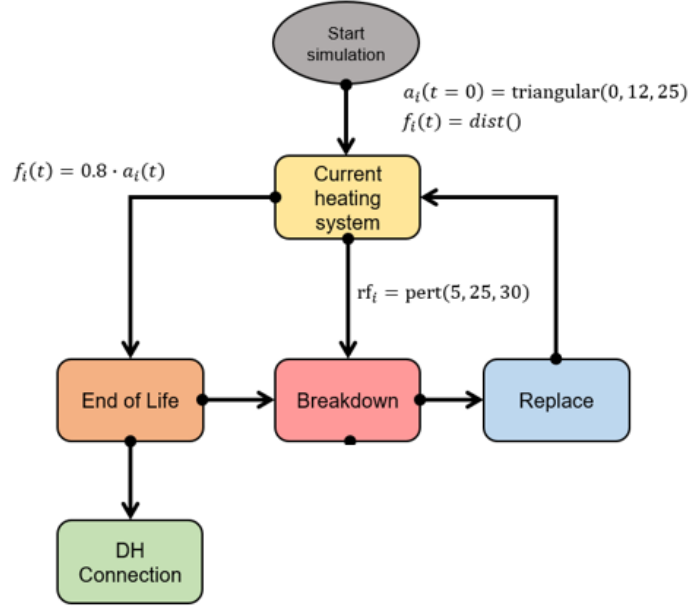 Start
simulation
a_i(t = 0) = triangular(0, 12, 25)
f_i(t) = dist()
f_i(t) = 0.8 · a_i(t)
Current
heating
system
rf_i = pert(5, 25, 30)
End of Life
Breakdown
Replace
DH
Connection